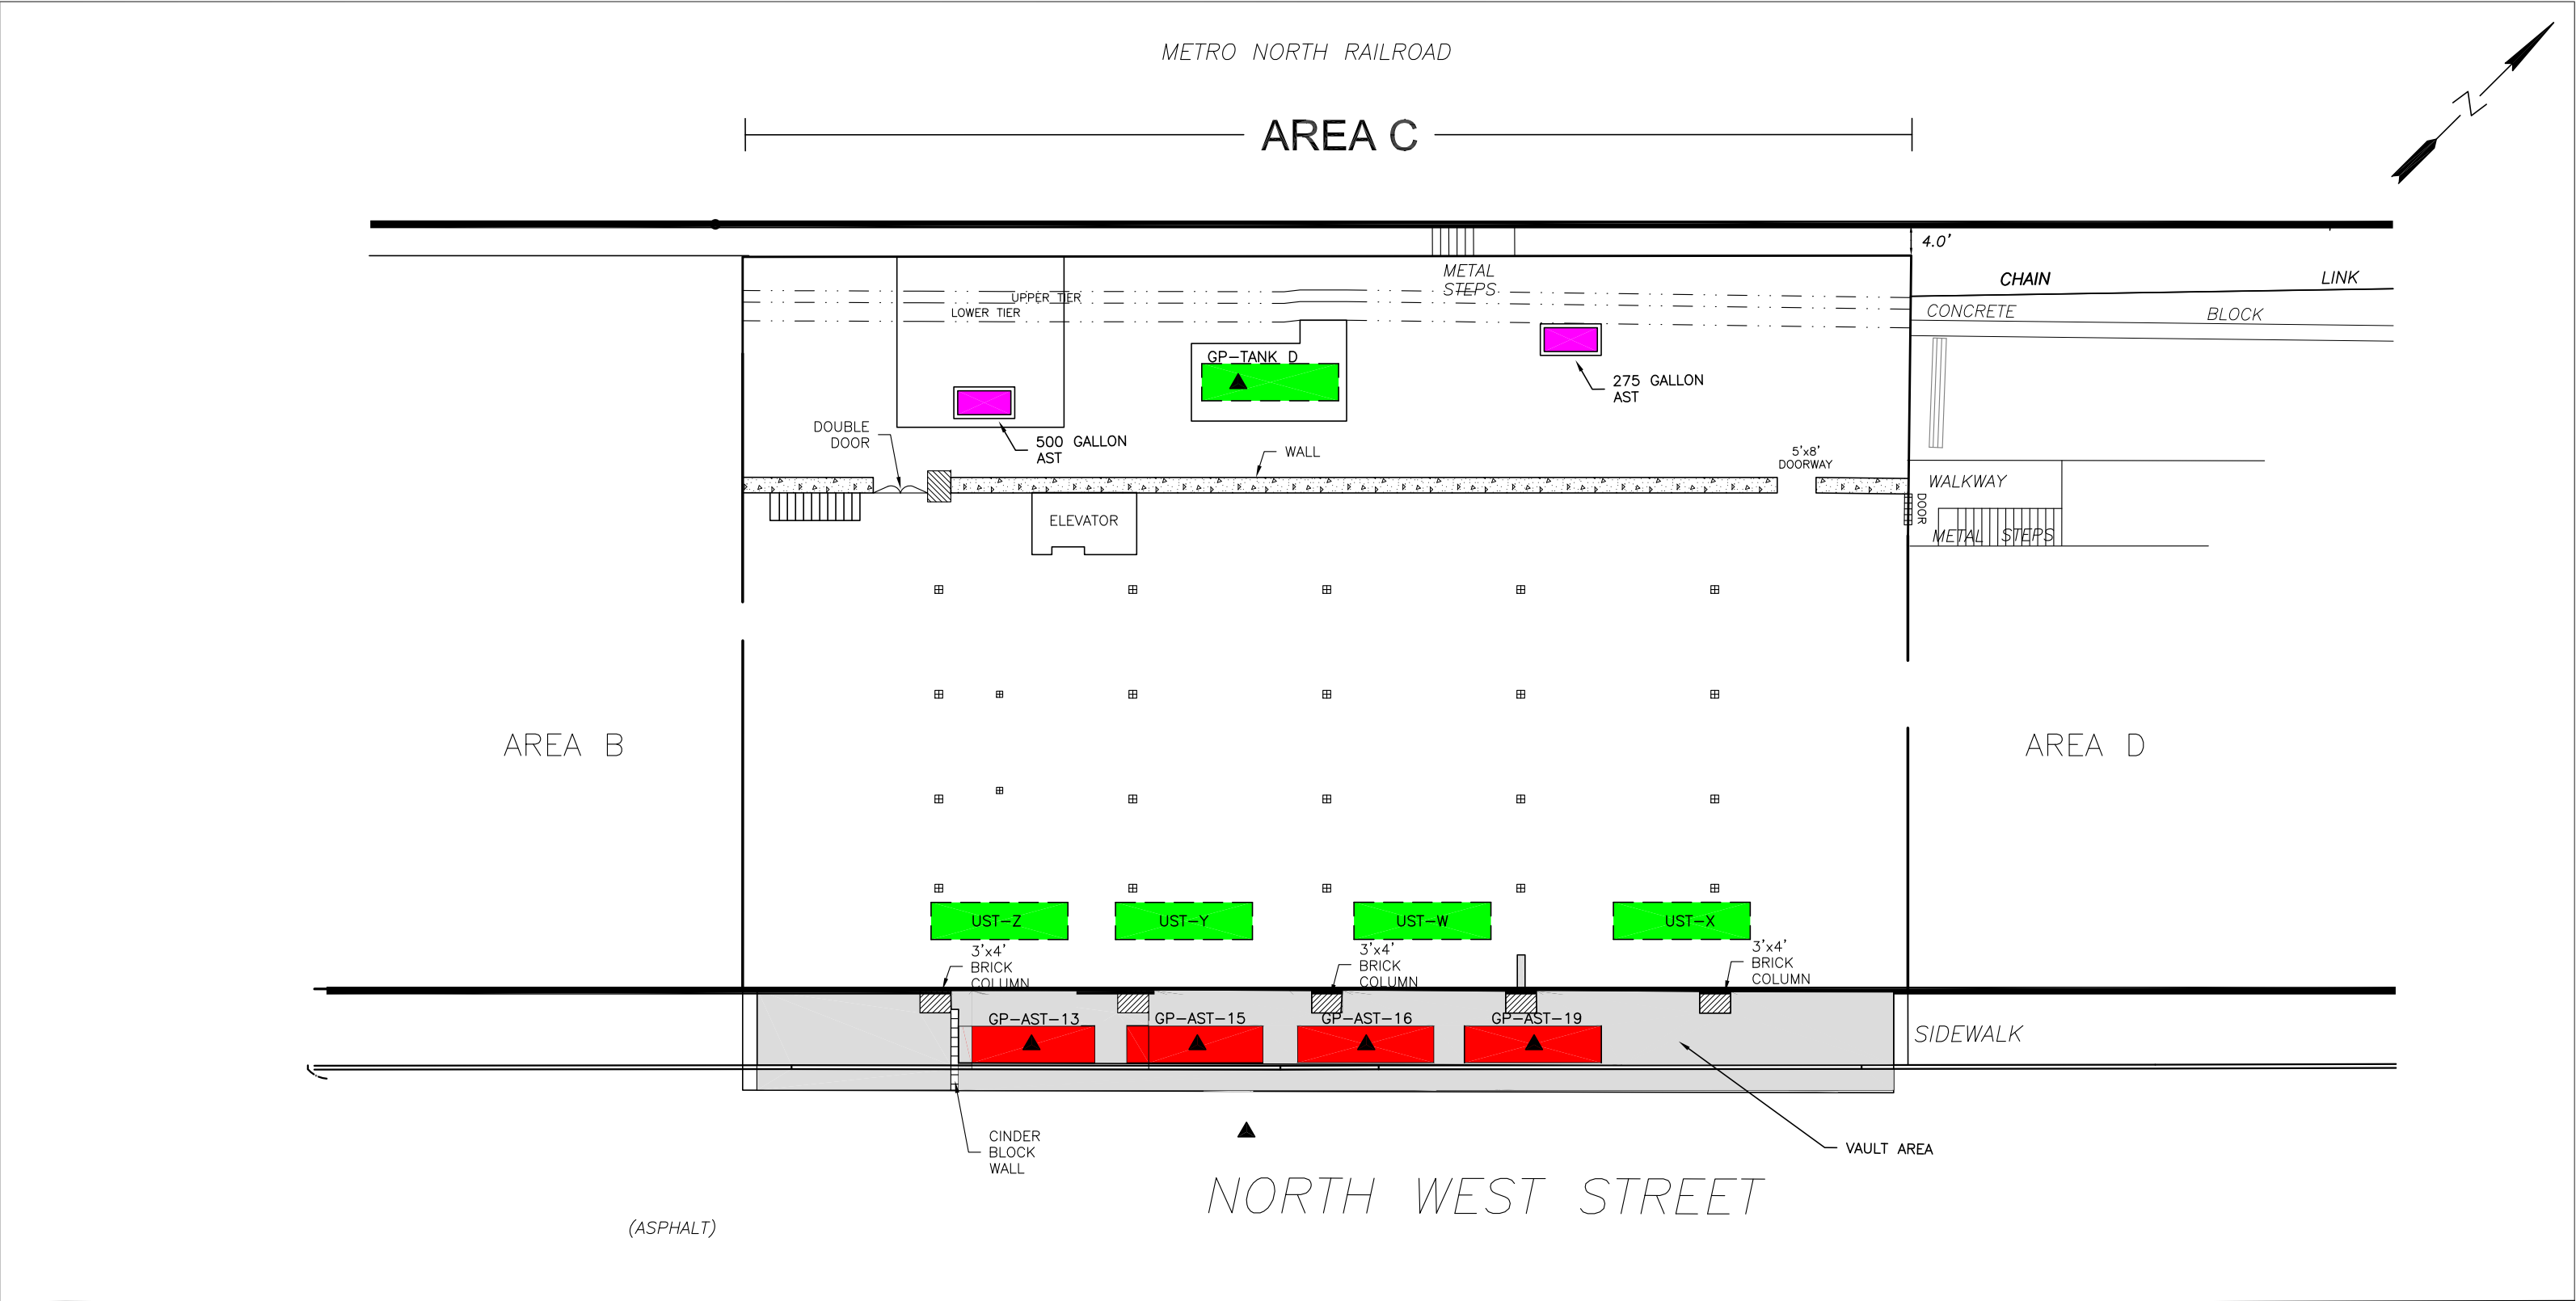 METRO NORTH RAILROAD
N
AREA C
4.0'
METAL
STEPS
CHAIN LINK
UPPER TIER
LOWER TIER
CONCRETE BLOCK
GP-TANK D
275 GALLON
AST
DOUBLE
DOOR
500 GALLON
AST
WALL
5'x8'
DOORWAY
WALKWAY
DOOR
ELEVATOR
METAL STEPS
AREA B
AREA D
UST-Z
UST-Y
UST-W
UST-X
3'x4'
BRICK
COLUMN
3'x4'
BRICK
COLUMN
3'x4'
BRICK
COLUMN
GP-AST-13
GP-AST-15
GP-AST-16
GP-AST-19
SIDEWALK
CINDER
BLOCK
WALL
VAULT AREA
NORTH WEST STREET
(ASPHALT)